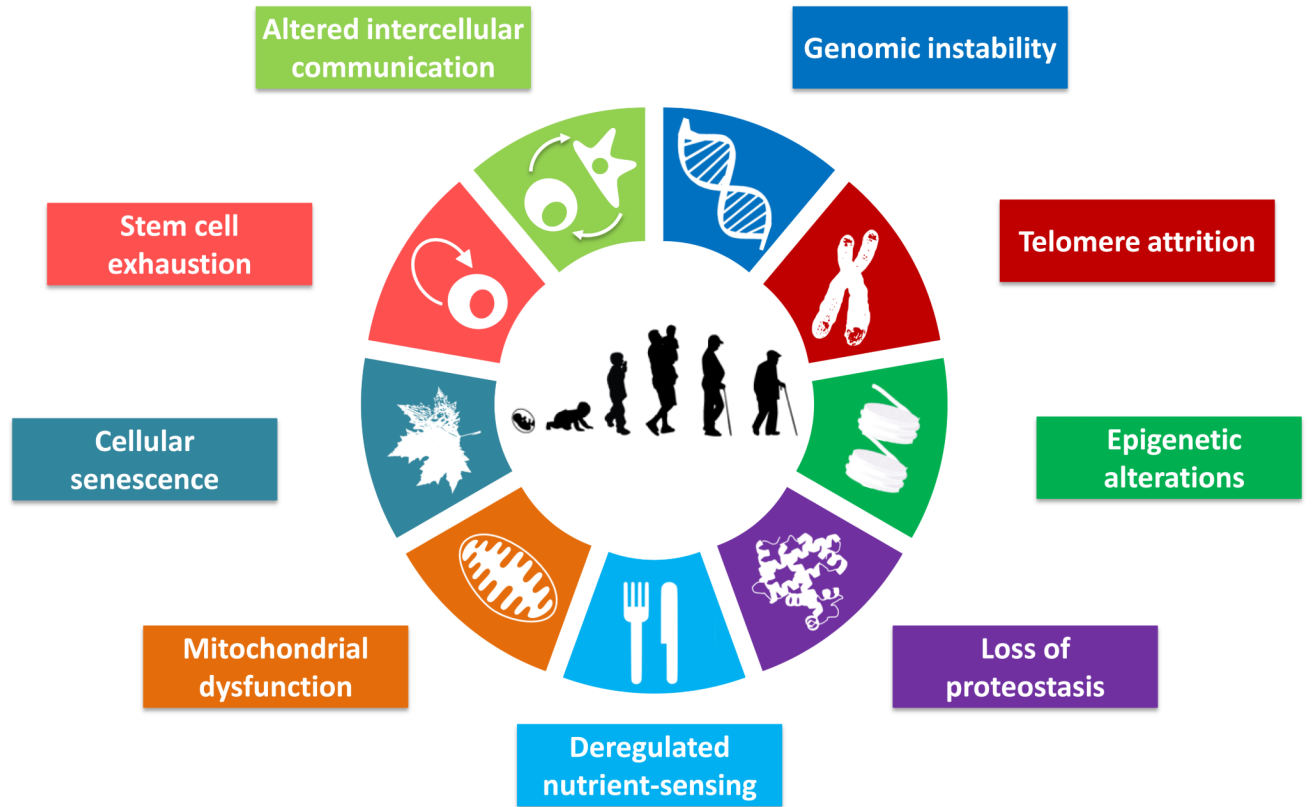 Altered intercellular
communication
Genomic instability
Stem cell
exhaustion
Telomere attrition
Cellular
senescence
Epigenetic
alterations
Mitochondrial
dysfunction
Loss of
proteostasis
Deregulated
nutrient-sensing